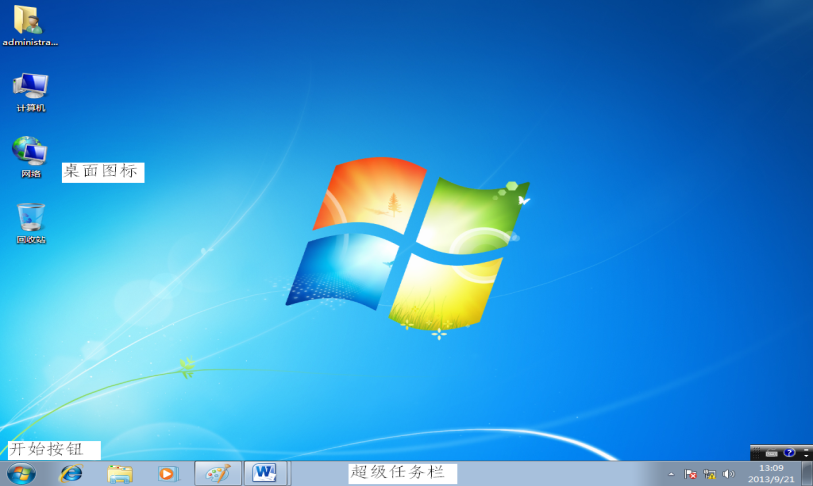 administra...
计算机
网络
桌面图标
回收站
开始按钮
超级任务栏
13:09
2013/9/21